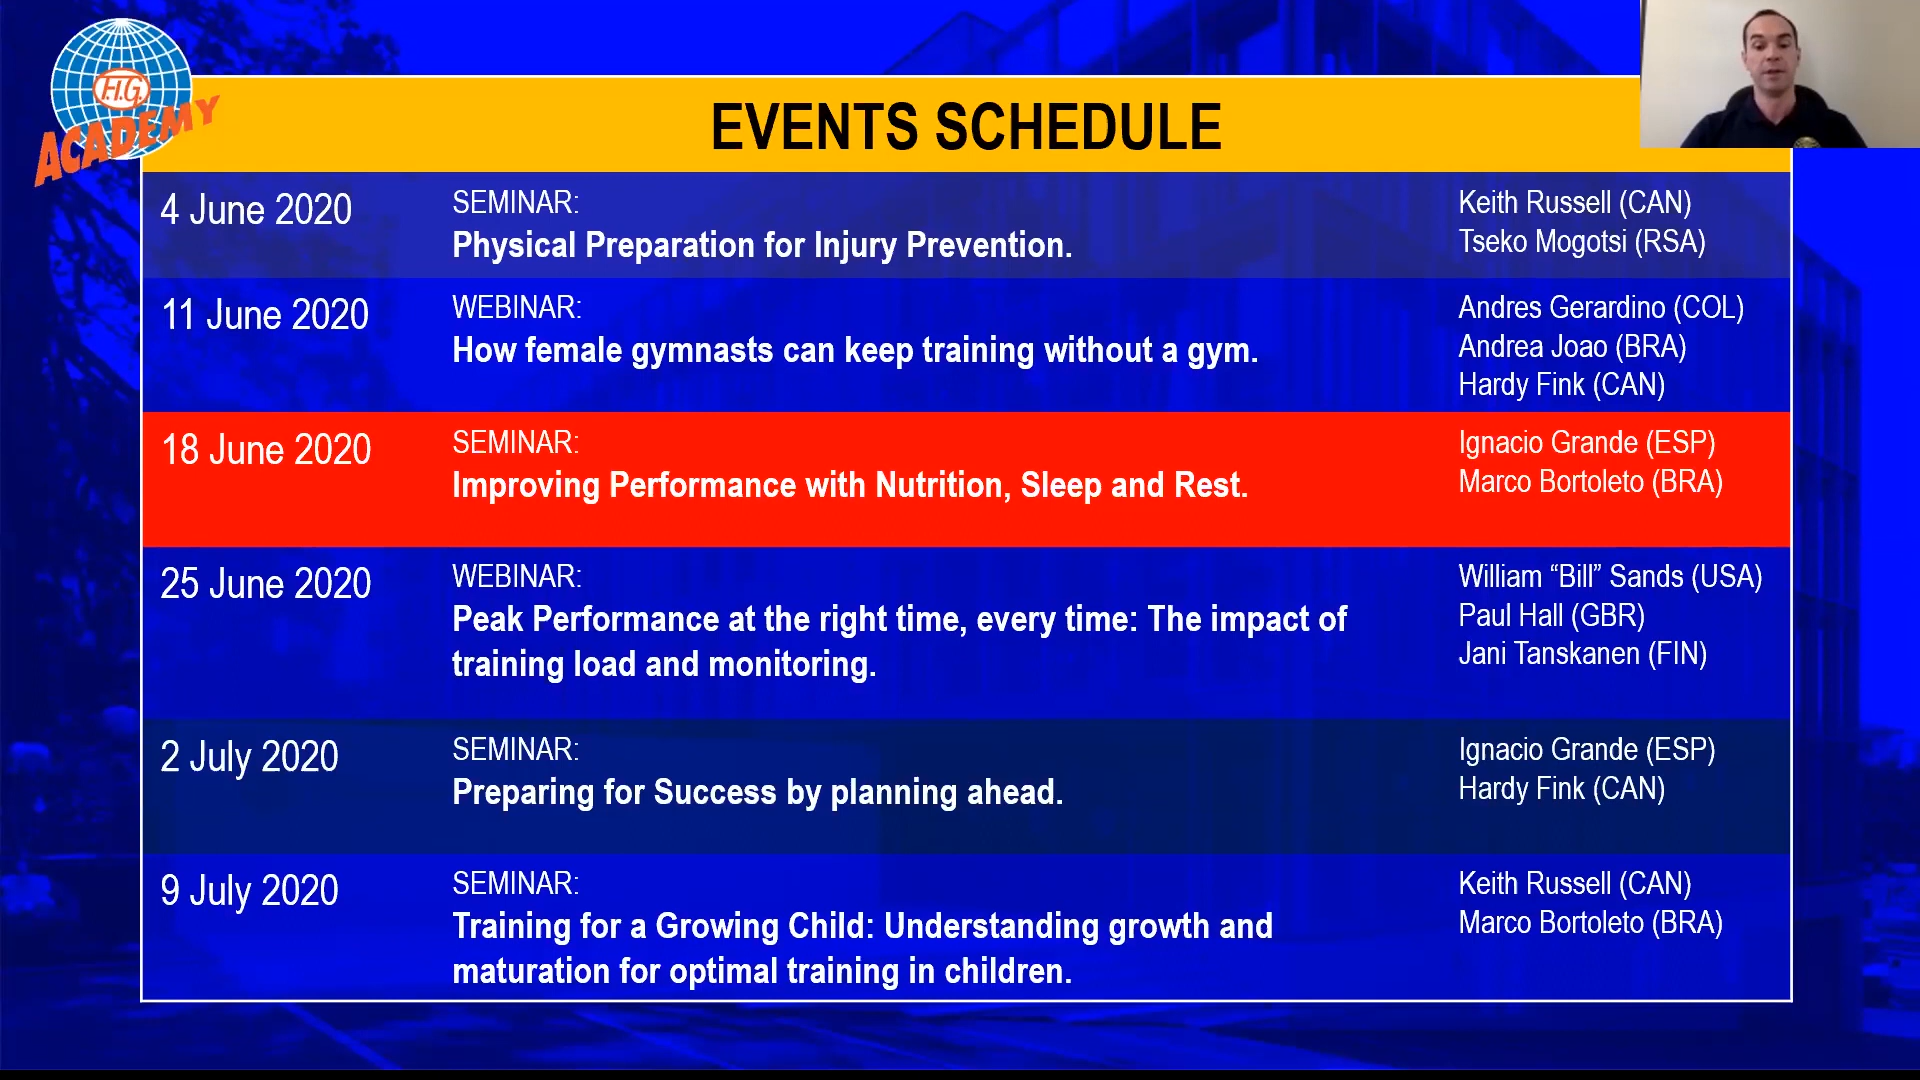 F.I.G.
ACADEMY
EVENTS SCHEDULE
4 June 2020
SEMINAR:
Physical Preparation for Injury Prevention.
Keith Russell (CAN)
Tseko Mogotsi (RSA)
11 June 2020
WEBINAR:
How female gymnasts can keep training without a gym.
Andres Gerardino (COL)
Andrea Joao (BRA)
Hardy Fink (CAN)
18 June 2020
SEMINAR:
Improving Performance with Nutrition, Sleep and Rest.
Ignacio Grande (ESP)
Marco Bortoleto (BRA)
25 June 2020
WEBINAR:
Peak Performance at the right time, every time: The impact of
training load and monitoring.
William “Bill” Sands (USA)
Paul Hall (GBR)
Jani Tanskanen (FIN)
2 July 2020
SEMINAR:
Preparing for Success by planning ahead.
Ignacio Grande (ESP)
Hardy Fink (CAN)
9 July 2020
SEMINAR:
Training for a Growing Child: Understanding growth and
maturation for optimal training in children.
Keith Russell (CAN)
Marco Bortoleto (BRA)